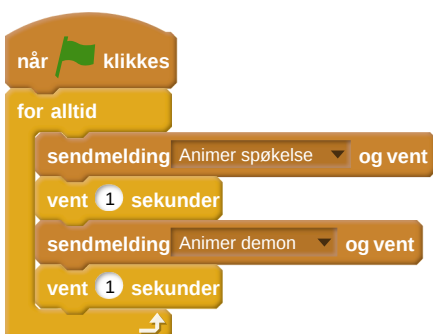 når klikkes
for alltid
sendmelding Animer spøkelse og vent
vent 1 sekunder
sendmelding Animer demon og vent
vent 1 sekunder